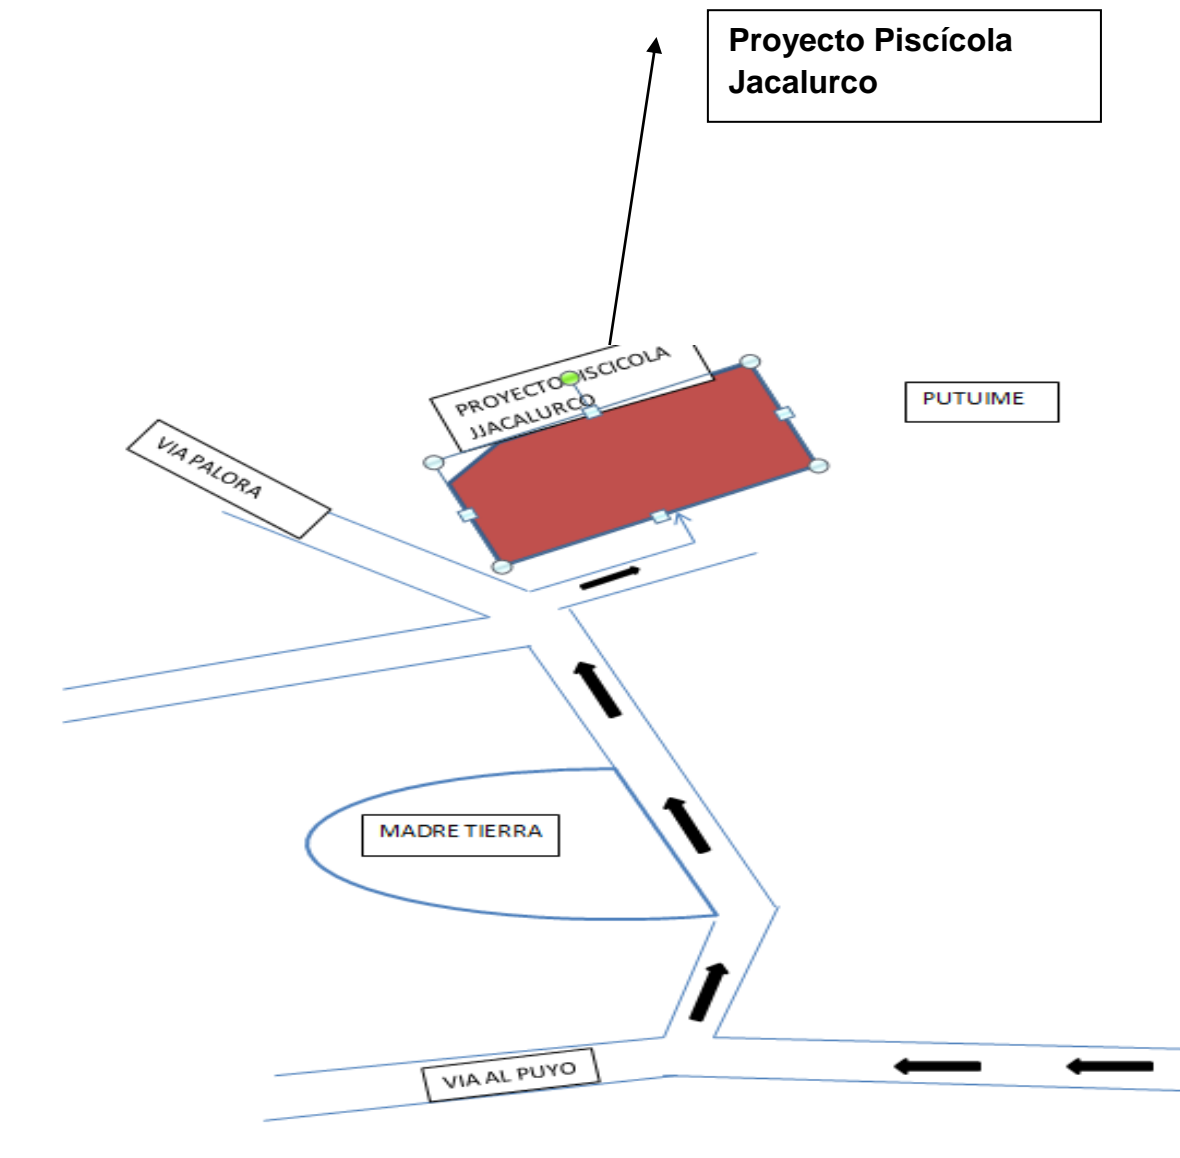 Proyecto Piscícola
Jacalurco
PROYECTO PISCICOLA
JJACALURCO
PUTUIME
VIA PALORA
MADRE TIERRA
VIA AL PUYO